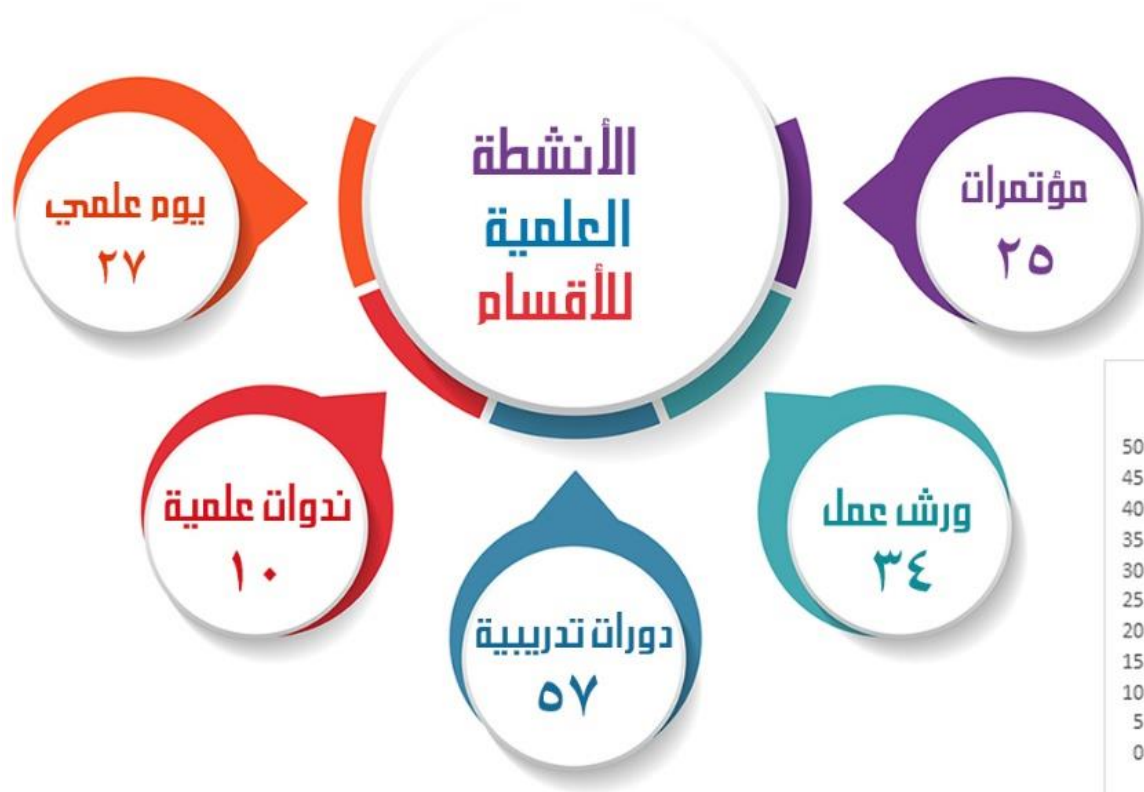 الأنشطة
العلمية
للأقسام
مؤتمرات
٢٥
ورش عمل
٣٤
دورات تدريبية
٥٧
ندوات علمية
١٠
يوم علمي
٢٧
50
45
40
35
30
25
20
15
10
5
0